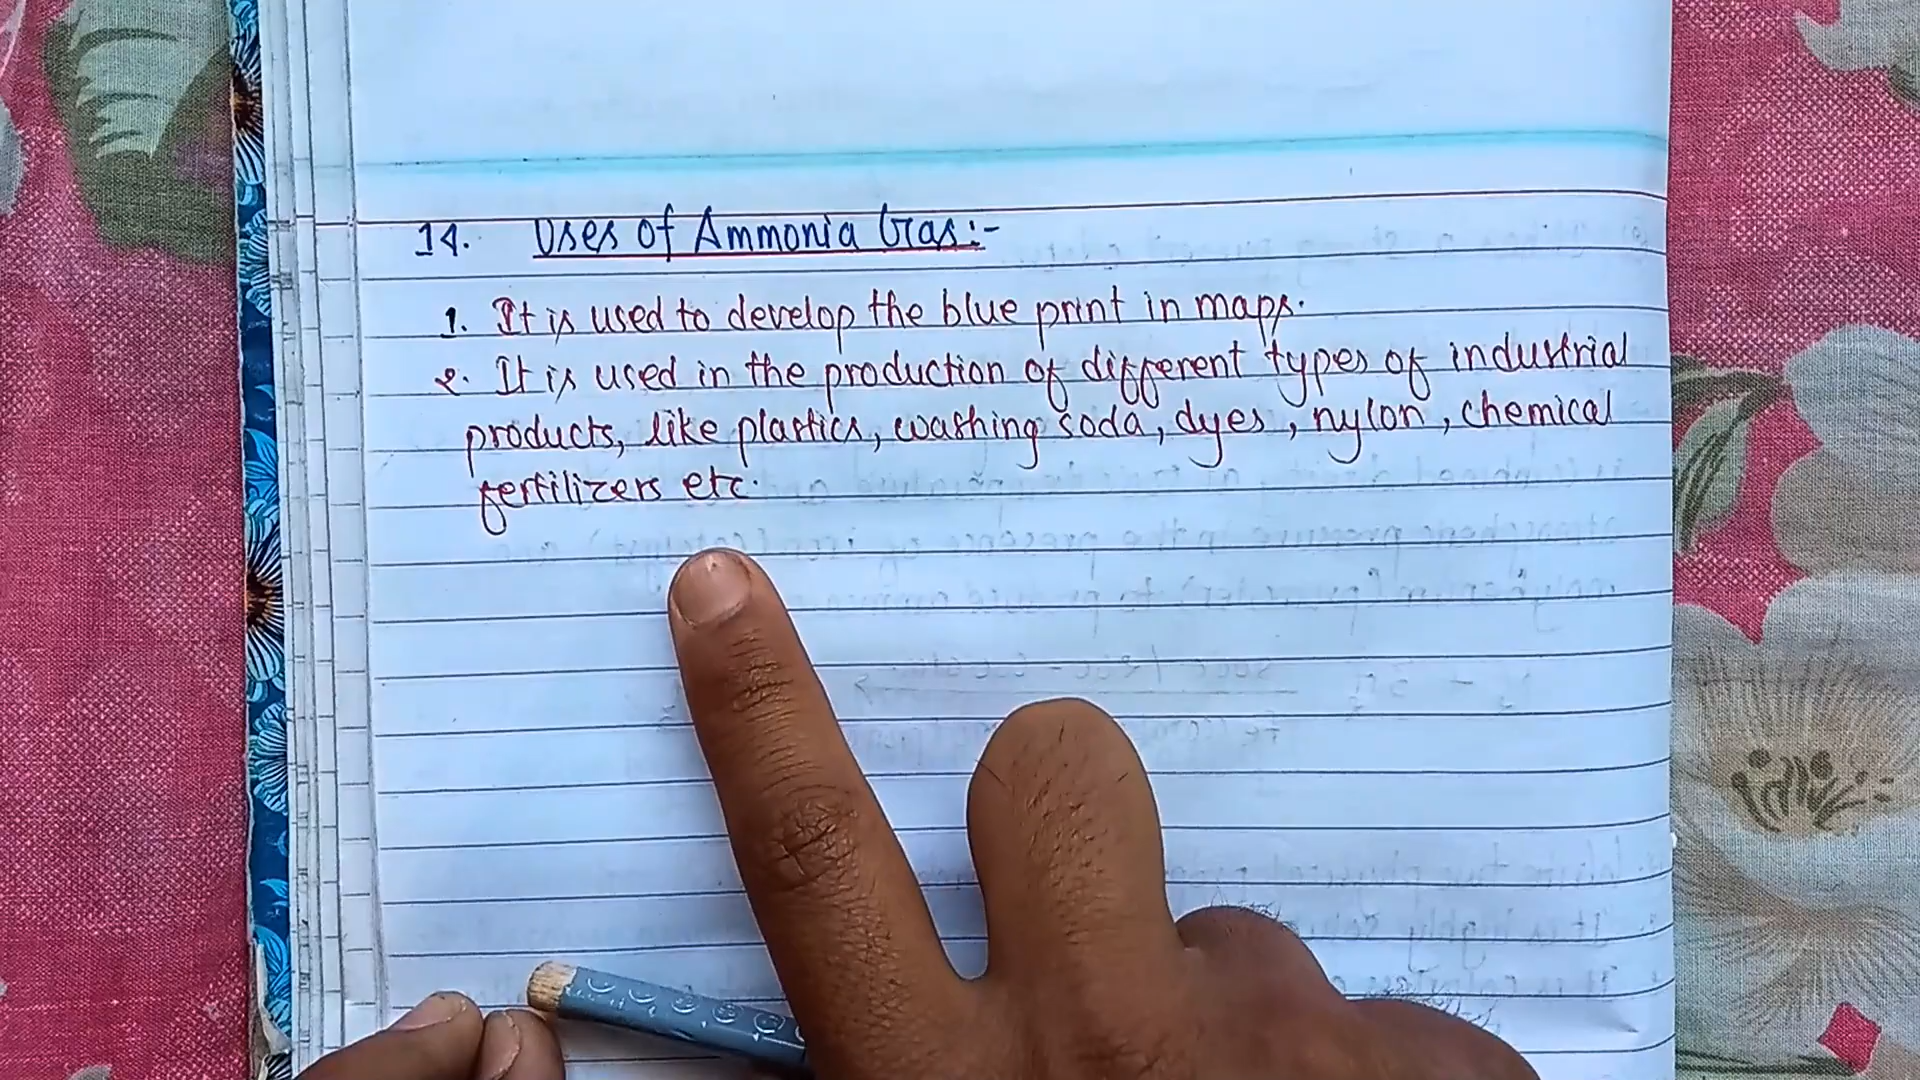 14. Uses of Ammonia Gas:-
1. It is used to develop the blue print in maps.
2. It is used in the production of different types of industrial
products, like plastics, washing soda, dyes, nylon, chemical
fertilizers etc.